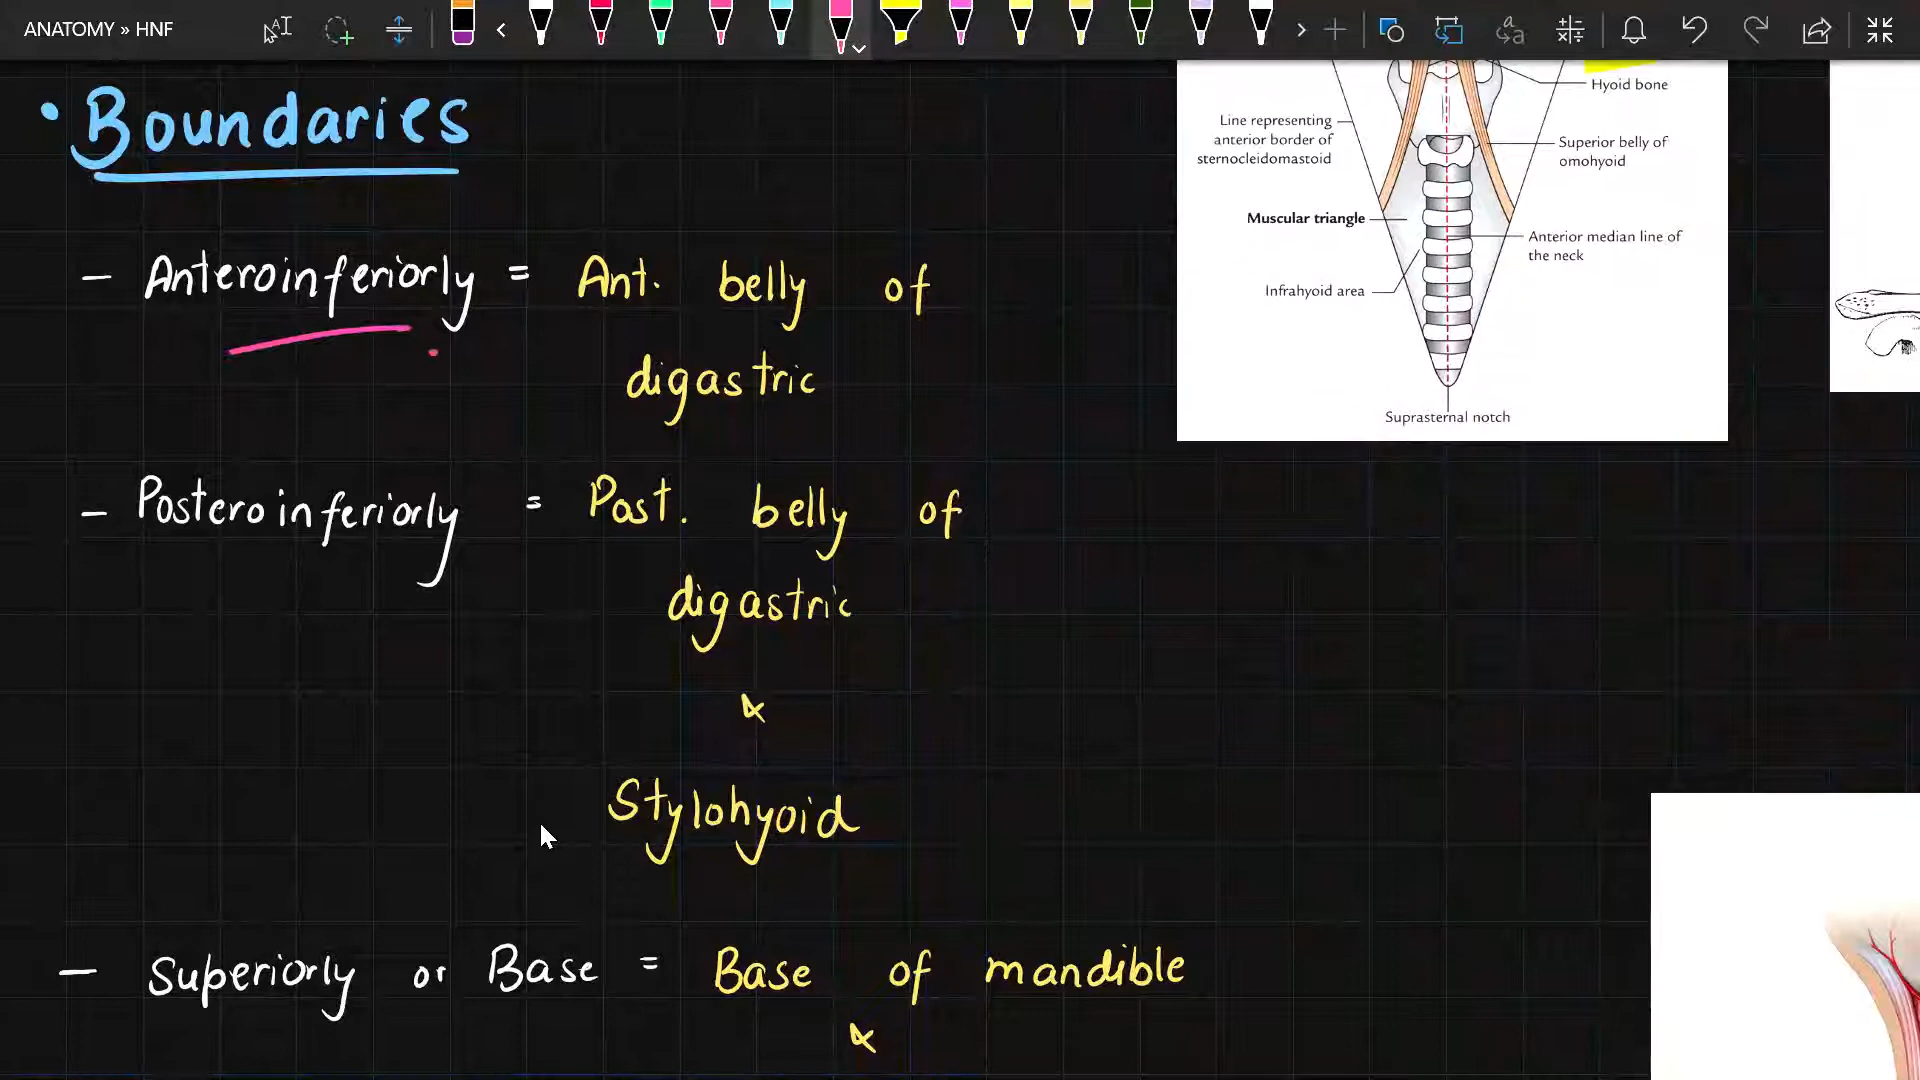 ANATOMY » HNF
• Boundaries
- Anteroinferiorly = Ant. belly of
digastric
- Posteroinferiorly = Post. belly of
digastric
&
Stylohyoid
- Superiorly or Base = Base of mandible
&
Hyoid bone
Line representing
anterior border of
sternocleidomastoid
Superior belly of
omohyoid
Muscular triangle
Anterior median line of
the neck
Infrahyoid area
Suprasternal notch